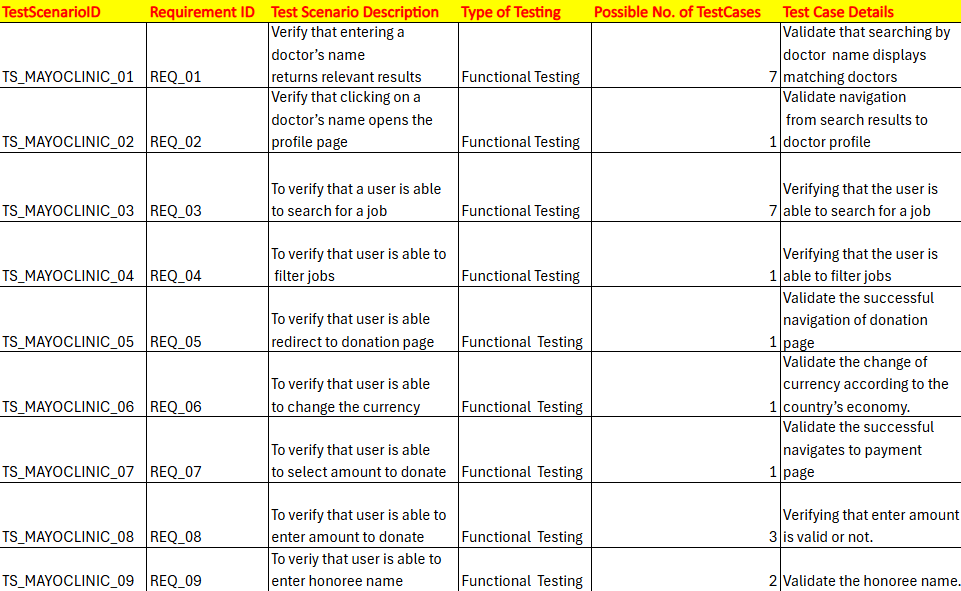 TestScenarioID Requirement ID Test Scenario Description Type of Testing Possible No. of TestCases Test Case Details
TS_MAYOCLINIC_01 REQ_01 Verify that entering a
doctor’s name
returns relevant results Functional Testing 7 Validate that searching by
doctor name displays
matching doctors
TS_MAYOCLINIC_02 REQ_02 Verify that clicking on a
doctor’s name opens the
profile page Functional Testing 1 Validate navigation
from search results to
doctor profile
TS_MAYOCLINIC_03 REQ_03 To verify that a user is able
to search for a job Functional Testing 7 Verifying that the user is
able to search for a job
TS_MAYOCLINIC_04 REQ_04 To verify that user is able to
filter jobs Functional Testing 1 Verifying that the user is
able to filter jobs
TS_MAYOCLINIC_05 REQ_05 To verify that user is able
redirect to donation page Functional Testing 1 Validate the successful
navigation of donation
page
TS_MAYOCLINIC_06 REQ_06 To verify that user is able
to change the currency Functional Testing 1 Validate the change of
currency according to the
country’s economy.
TS_MAYOCLINIC_07 REQ_07 To verify that user is able
to select amount to donate Functional Testing 1 Validate the successful
navigates to payment
page
TS_MAYOCLINIC_08 REQ_08 To verify that user is able to
enter amount to donate Functional Testing 3 Verifying that enter amount
is valid or not.
TS_MAYOCLINIC_09 REQ_09 To veriy that user is able to
enter honoree name Functional Testing 2 Validate the honoree name.